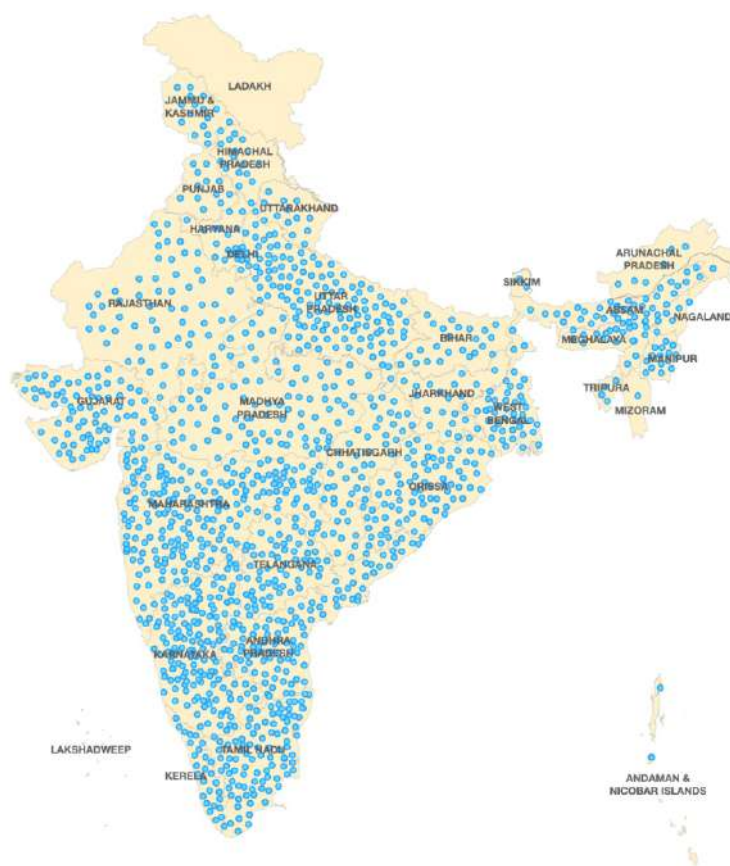 LADAKH
JAMMU &
KASHMIR
HIMACHAL
PRADESH
PUNJAB
UTTARAKHAND
HARYANA
DELHI
ARUNACHAL
PRADESH
SIKKIM
RAJASTHAN
UTTAR
PRADESH
ASSAM
NAGALAND
BIHAR
MEGHALAYA
MANIPUR
TRIPURA
MIZORAM
GUJARAT
MADHYA
PRADESH
JHARKHAND
WEST
BENGAL
CHHATISGARH
ORISSA
MAHARASHTRA
TELANGANA
ANDHRA
PRADESH
KARNATAKA
LAKSHADWEEP
TAMIL NADU
KERELA
ANDAMAN &
NICOBAR ISLANDS